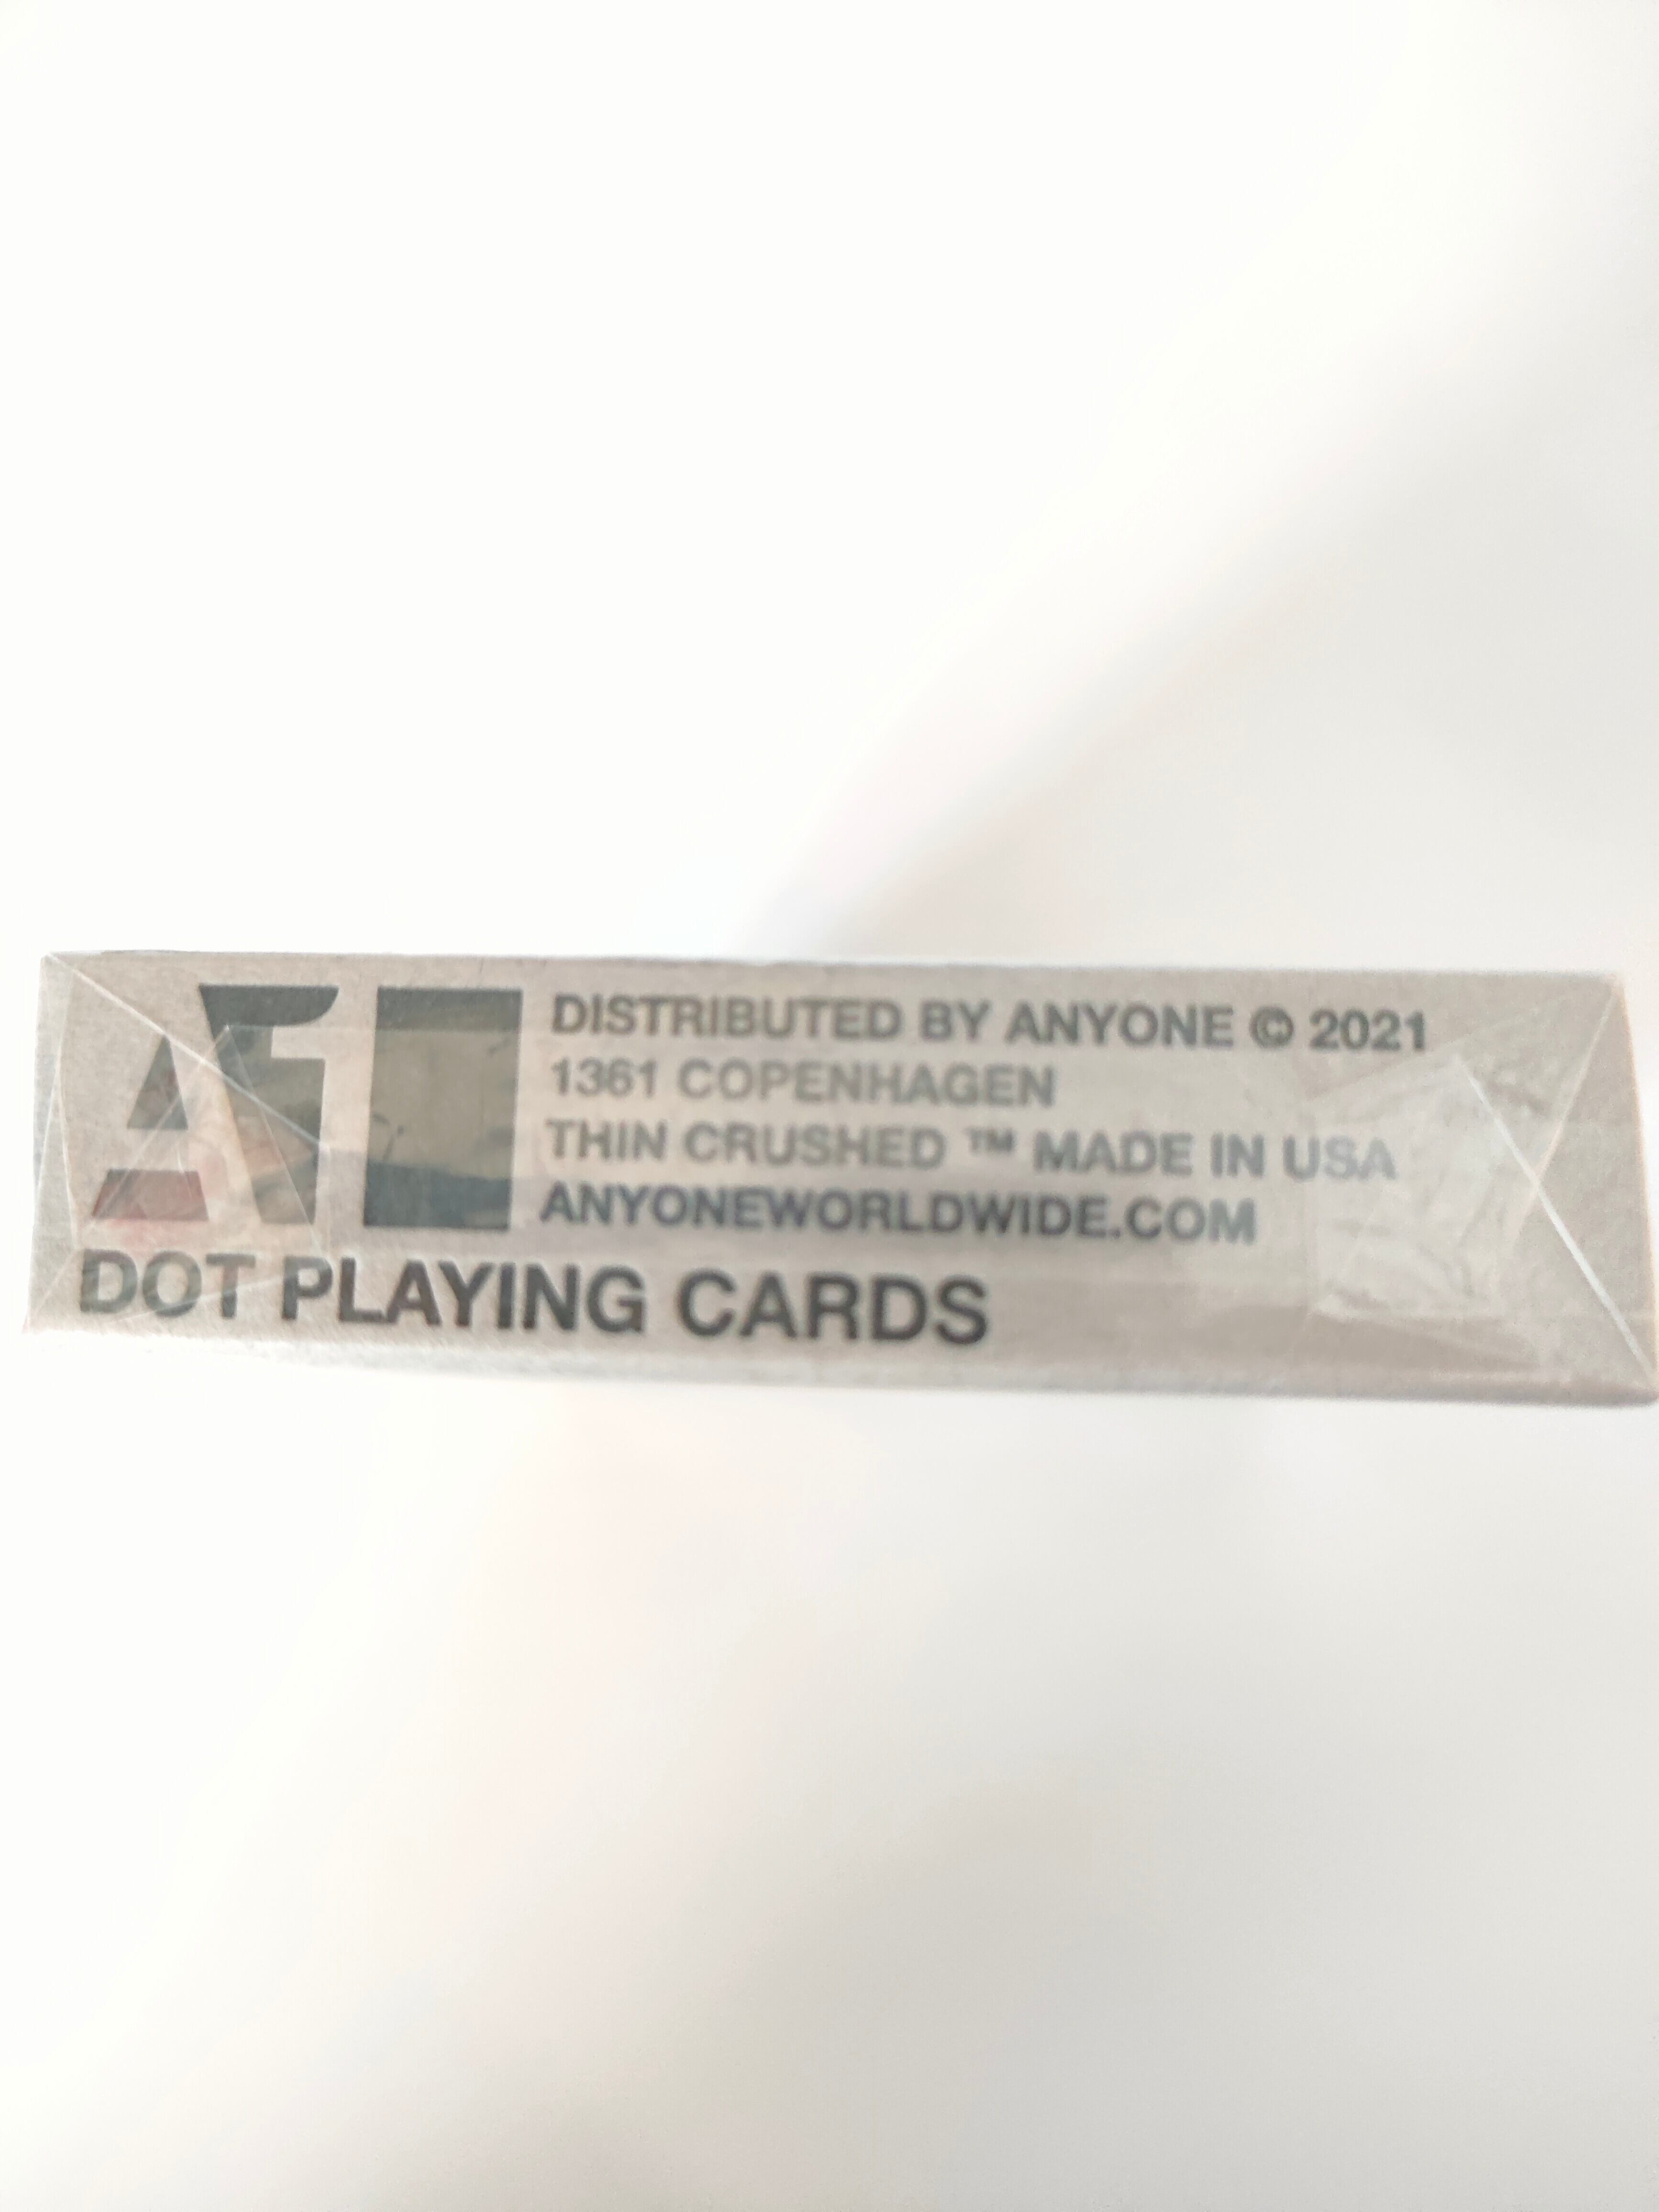 DISTRIBUTED BY ANYONE © 2021
1361 COPENHAGEN
THIN CRUSHED ™ MADE IN USA
ANYONEWORLDWIDE.COM
DOT PLAYING CARDS